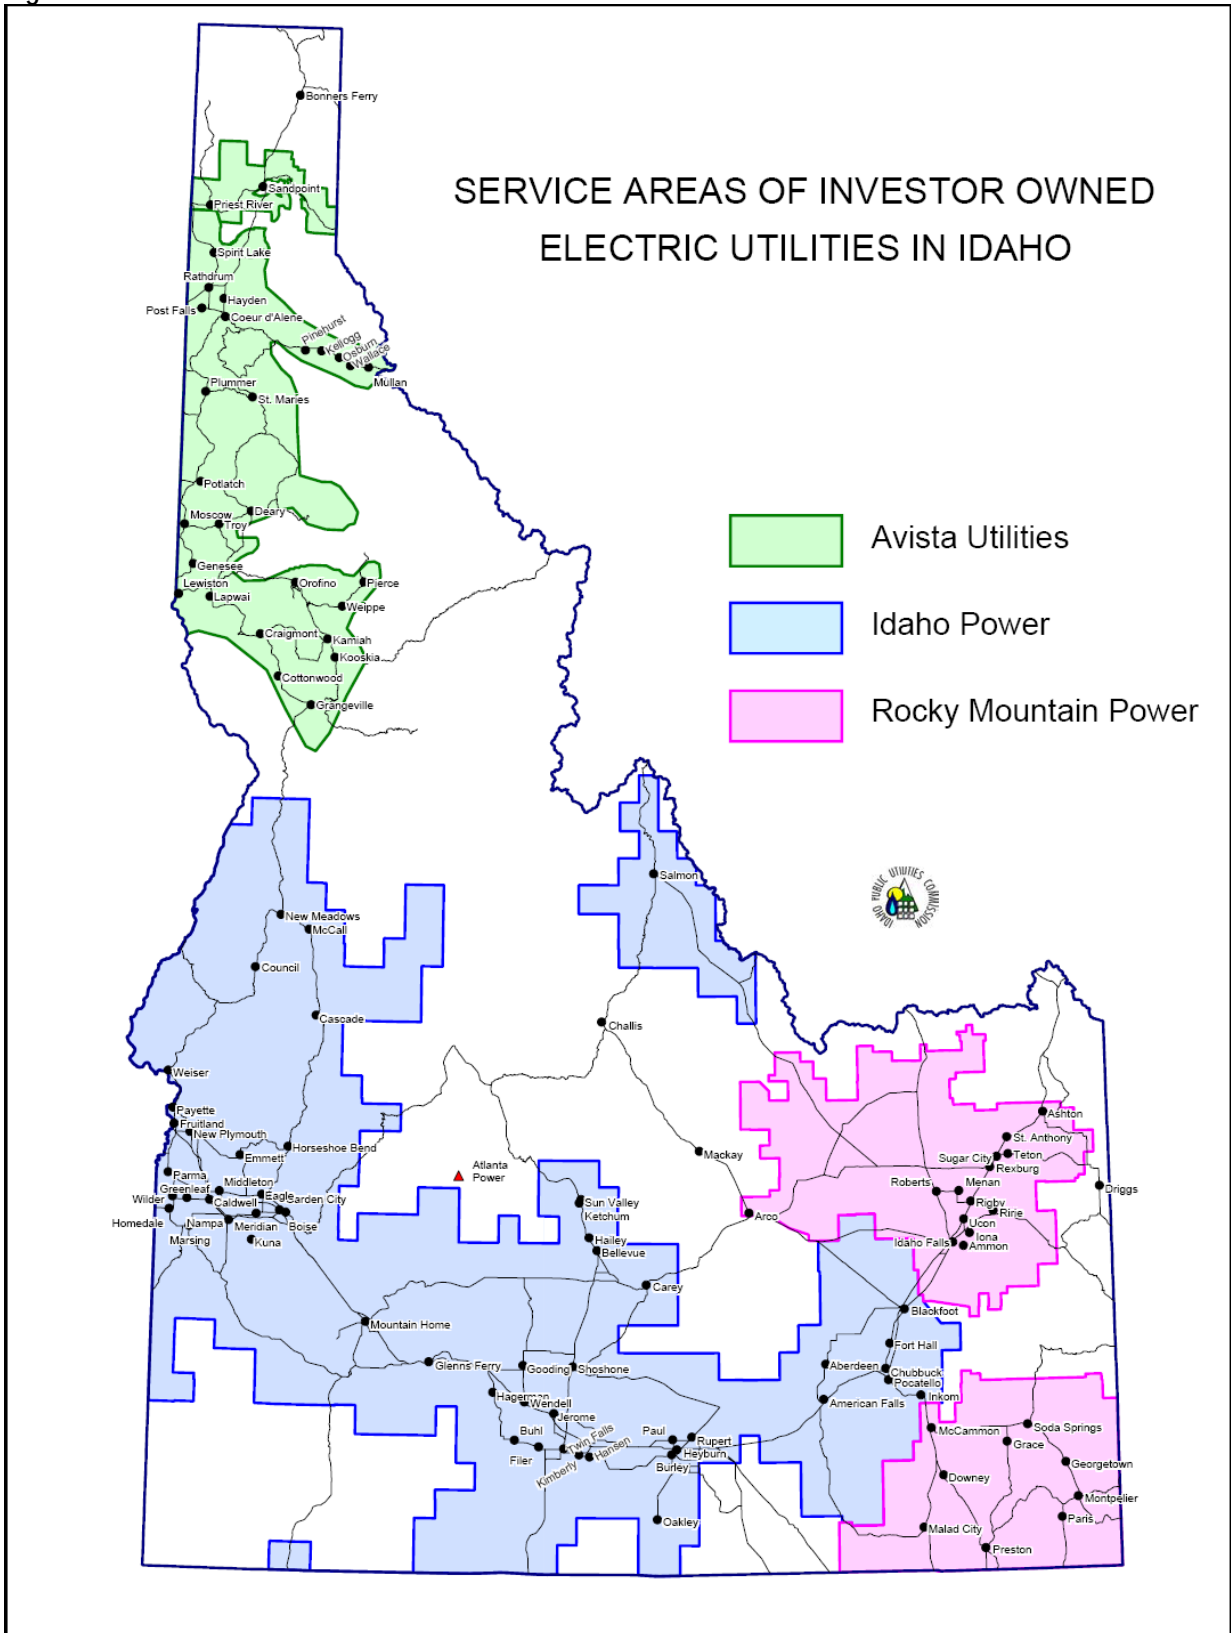 SERVICE AREAS OF INVESTOR OWNED
ELECTRIC UTILITIES IN IDAHO
Avista Utilities
Idaho Power
Rocky Mountain Power
IDAHO PUBLIC UTILITIES COMMISSION
Bonners Ferry
Sandpoint
Priest River
Spirit Lake
Rathdrum
Hayden
Post Falls
Coeur d'Alene
Pinehurst
Kellogg
Osburn
Wallace
Mullan
Plummer
St. Maries
Potlatch
Deary
Moscow
Troy
Genesee
Lewiston
Lapwai
Orofino
Pierce
Weippe
Craigmont
Kamiah
Kooskia
Cottonwood
Grangeville
Salmon
New Meadows
McCall
Council
Cascade
Challis
Weiser
Payette
Fruitland
New Plymouth
Horseshoe Bend
Emmett
Mackay
Ashton
St. Anthony
Teton
Sugar City
Rexburg
Parma
Atlanta
Power
Middleton
Greenleaf
Wilder
Caldwell
Eagle
Garden City
Homedale
Nampa
Meridian
Boise
Marsing
Kuna
Sun Valley
Ketchum
Hailey
Bellevue
Carey
Arco
Roberts
Menan
Rigby
Ririe
Ucon
Iona
Idaho Falls
Ammon
Driggs
Blackfoot
Mountain Home
Fort Hall
Glenns Ferry
Gooding
Shoshone
Aberdeen
Chubbuck
Pocatello
Inkom
American Falls
Hagerman
Wendell
Jerome
Buhl
Filer
Twin Falls
Kimberly
Hansen
Paul
Rupert
Heyburn
Burley
Oakley
McCammon
Soda Springs
Grace
Georgetown
Downey
Montpelier
Paris
Malad City
Preston